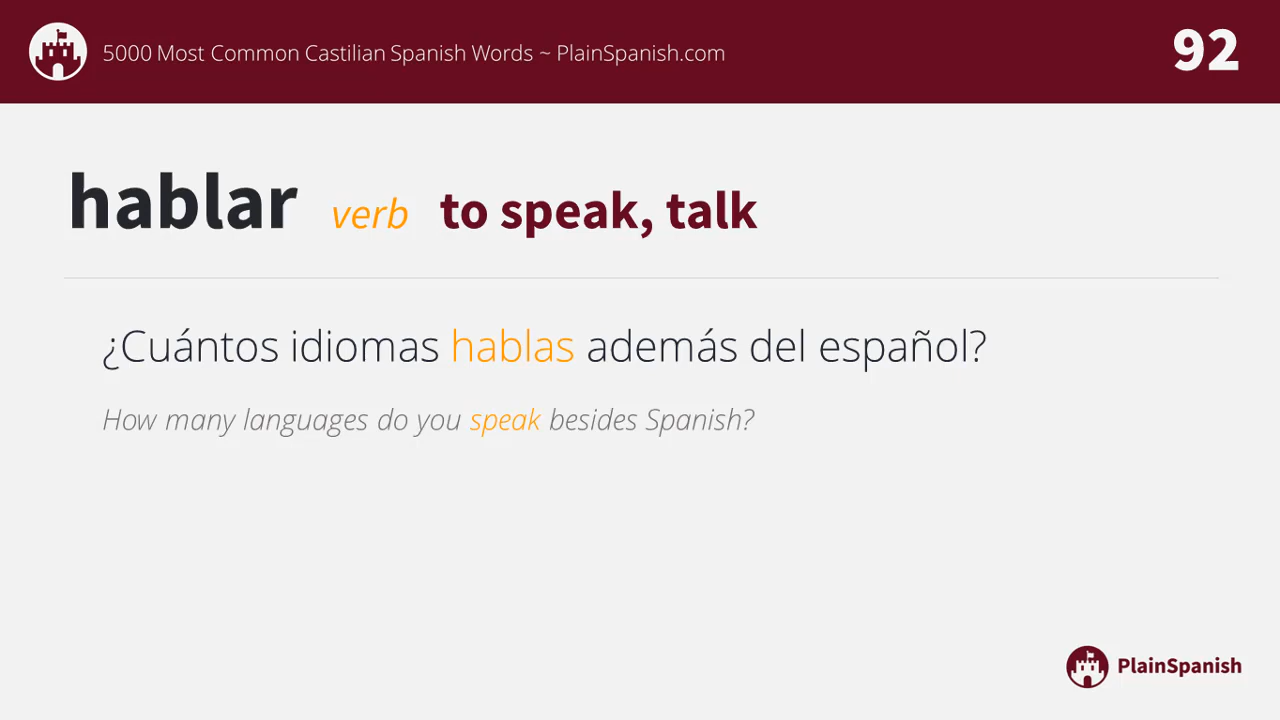 5000 Most Common Castilian Spanish Words ~ PlainSpanish.com
92
hablar verb to speak, talk
¿Cuántos idiomas hablas además del español?
How many languages do you speak besides Spanish?
PlainSpanish